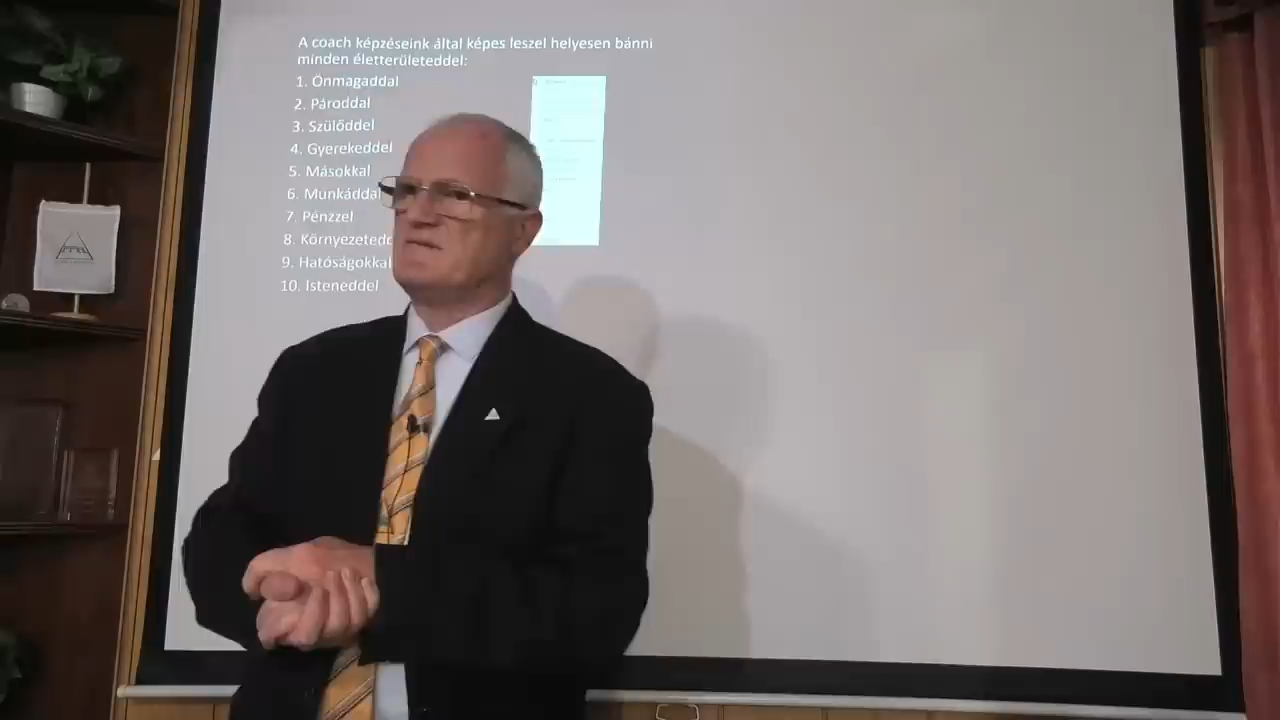 A coach képzéseink által képes leszel helyesen bánni
minden életterületeddel:
1. Önmagaddal
2. Pároddal
3. Szülőddel
4. Gyerekeddel
5. Másokkal
6. Munkáddal
7. Pénzzel
8. Környezetedd
9. Hatóságokkal
10. Isteneddel